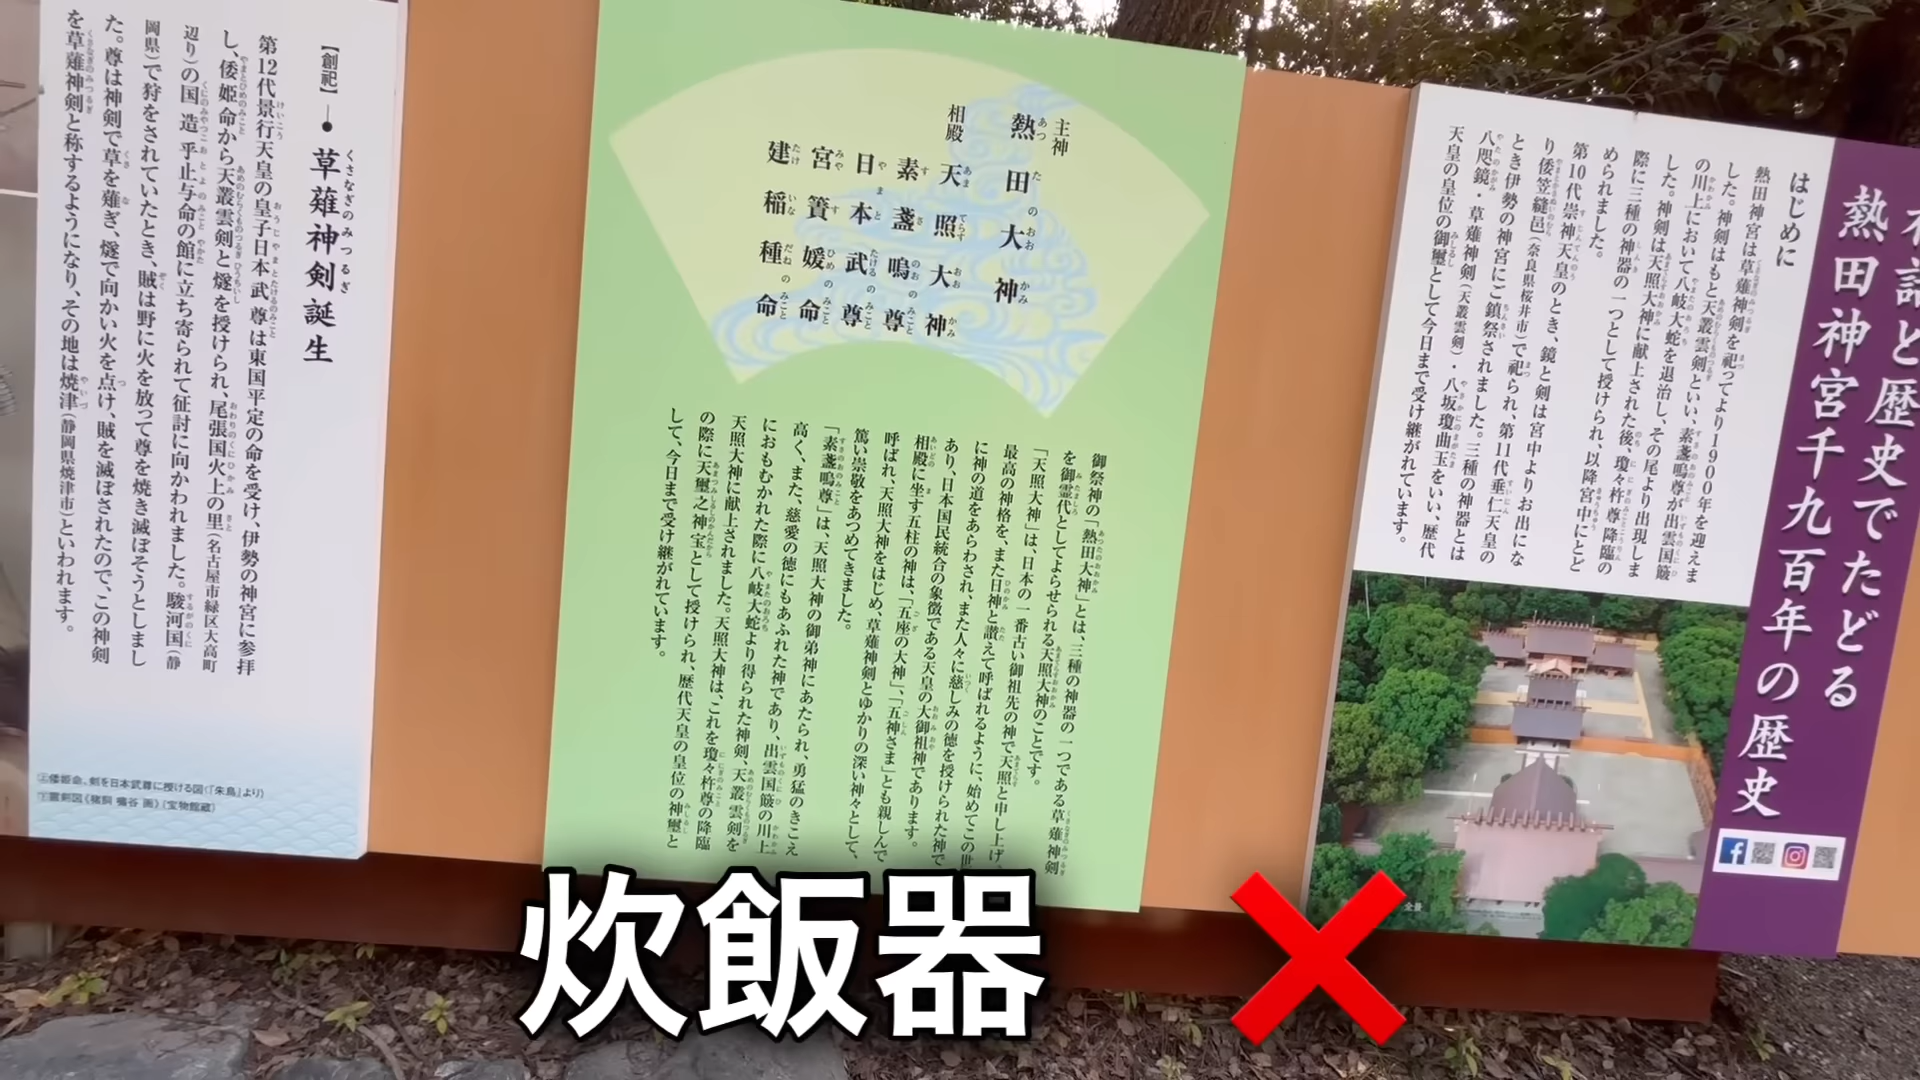 神話と歴史でたどる
熱田神宮千九百年の歴史
はじめに
熱田神宮は草薙神剣を祀ってより1900年を迎えま
した。神剣はもと天叢雲剣といい、素盞嗚尊が出雲国簸
の川上において八岐大蛇を退治し、その尾より出現しま
した。神剣は天照大神に献上された後、瓊々杵尊降臨の
際に三種の神器の一つとして授けられ、以降宮中にとど
められました。
第10代崇神天皇のとき、鏡と剣は宮中よりお出にな
り倭笠縫邑(奈良県桜井市)で祀られ、第11代垂仁天皇の
とき伊勢の神宮にご鎮祭されました。三種の神器とは
八咫鏡・草薙神剣(天叢雲剣)・八坂瓊曲玉をいい、歴代
天皇の皇位の御璽として今日まで受け継がれています。
全景
主神
熱田大神
相殿
天照大神
素盞嗚尊
日本武尊
宮簀媛命
建稲種命
御祭神の「熱田大神」とは、三種の神器の一つである草薙神剣
を御霊代としてよらせられる天照大神のことです。
「天照大神」は、日本の一番古い御祖先の神で天照と申し上げ、
最高の神格を、また日神と讃えて呼ばれるように、始めてこの世
に神の道をあらわされ、また人々に慈しみの徳を授けられた神で
あり、日本国民統合の象徴である天皇の大御祖神であります。
相殿に坐す五柱の神は、「五座の大神」、「五神さま」とも親しんで
呼ばれ、天照大神をはじめ、草薙神剣とゆかりの深い神々として、
篤い崇敬をあつめてきました。
「素盞嗚尊」は、天照大神の御弟神にあたられ、勇猛のきこえ
高く、また、慈愛の徳にもあふれた神であり、出雲国簸の川上
におもむかれた際に八岐大蛇より得られた神剣、天叢雲剣を
天照大神に献上されました。天照大神は、これを瓊々杵尊の降臨
の際に天璽之神宝として授けられ、歴代天皇の皇位の神璽と
して、今日まで受け継がれています。
【創祀】
草薙神剣誕生
第12代景行天皇の皇子日本武尊は東国平定の命を受け、伊勢の神宮に参拝
し、倭姫命から天叢雲剣と燧を授けられ、尾張国火上の里(名古屋市緑区大高町
辺り)の国造乎止与命の館に立ち寄られて征討に向かわれました。駿河国(静
岡県)で狩をされていたとき、賊は野に火を放って尊を焼き滅ぼそうとしまし
た。尊は神剣で草を薙ぎ、燧で向かい火を点け、賊を滅ぼされたので、この神剣
を草薙神剣と称するようになり、その地は焼津(静岡県焼津市)といわれます。
㊤倭姫命、剣を日本武尊に授ける図(「朱鳥」より)
㊦霊剣図《猪飼 嘯谷 画》(宝物館蔵)
炊飯器